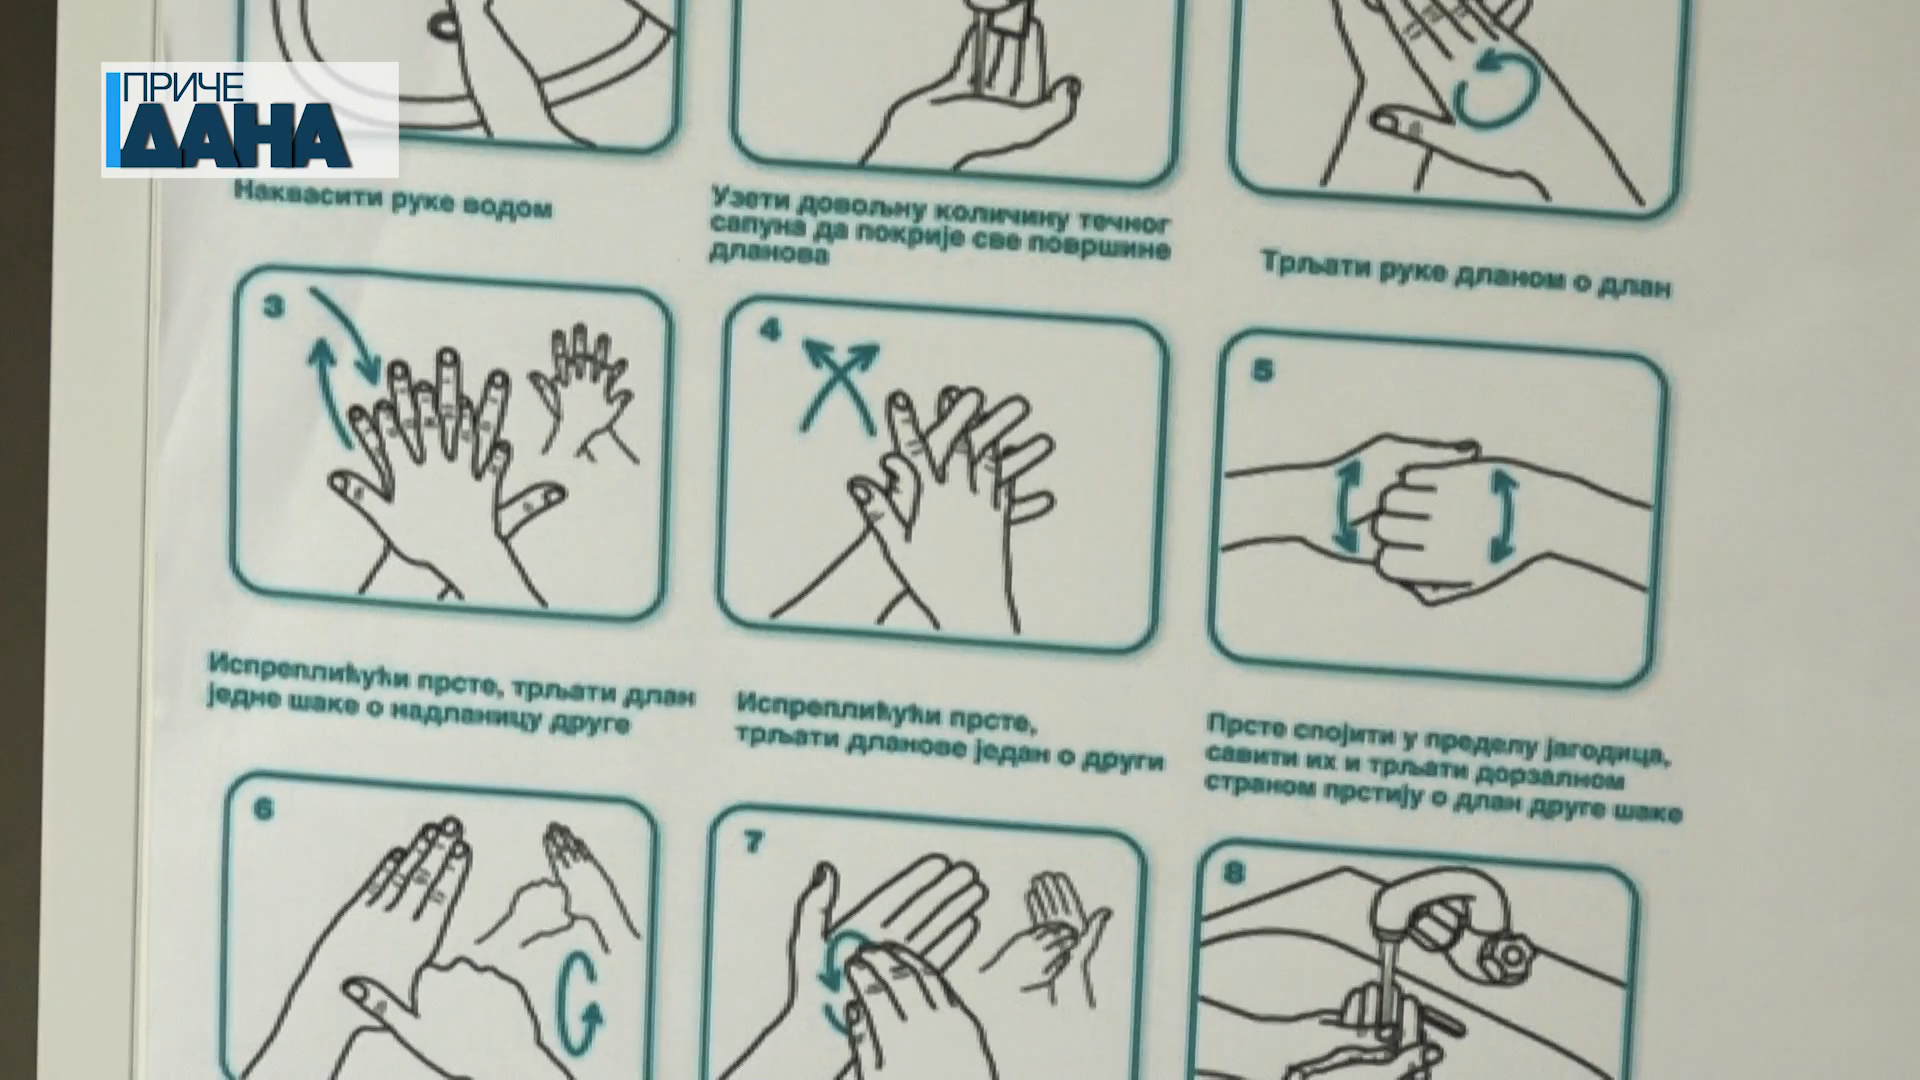 ПРИЧЕ
ДАНА
Наквасити руке водом
Узети довољну количину течног
сапуна да покрије све површине
дланова
Трљати руке дланом о длан
3
4
5
Испреплићући прсте, трљати длан
једне шаке о надланицу друге
Испреплићући прсте,
трљати дланове један о други
Прсте спојити у пределу јагодица,
савити их и трљати дорзалном
страном прстију о длан друге шаке
6
7
8